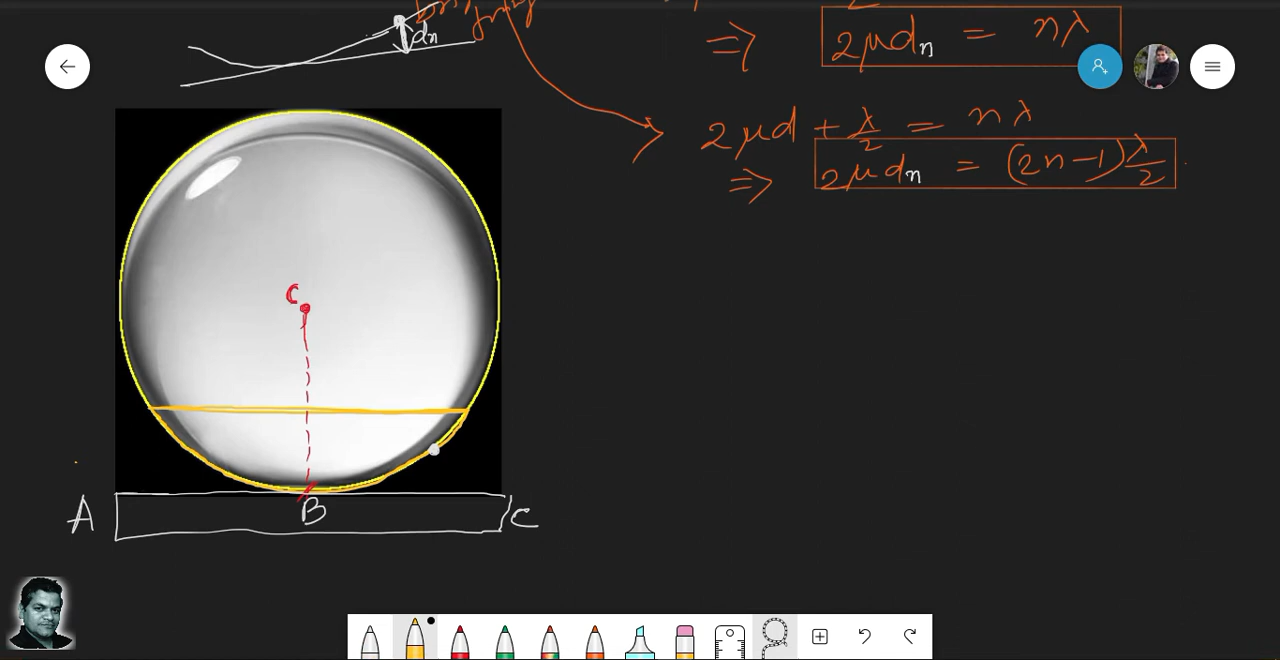 dₙ
⇒ 2μdₙ = nλ
2μd + λ/2 = nλ
⇒ 2μdₙ = (2n-1)λ/2
C
A B C